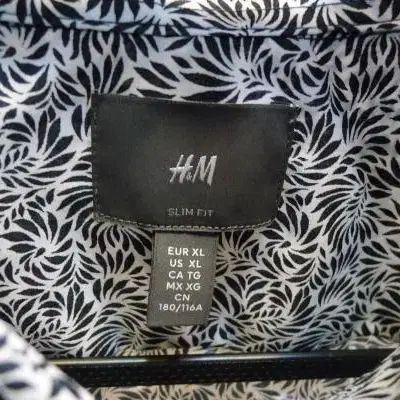 H&M
SLIM FIT
EUR XL
US XL
CA TG
MX XG
CN
180/116A